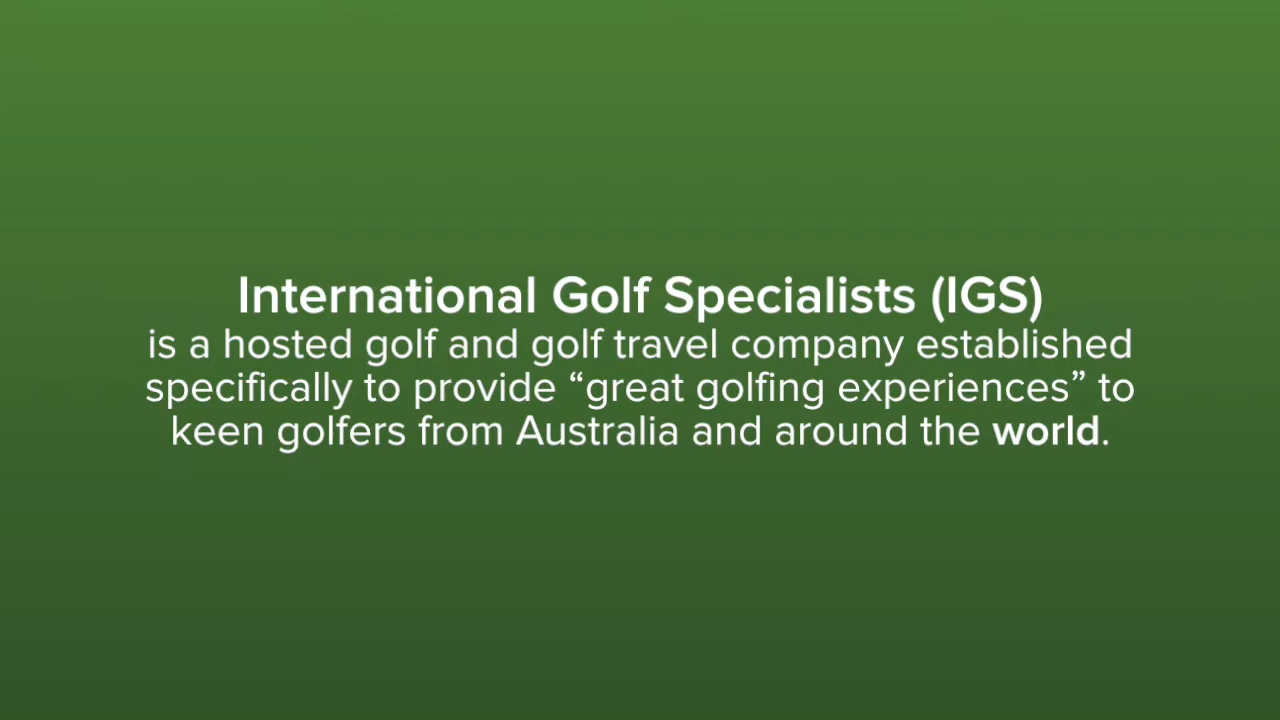 International Golf Specialists (IGS)
is a hosted golf and golf travel company established
specifically to provide “great golfing experiences” to
keen golfers from Australia and around the world.